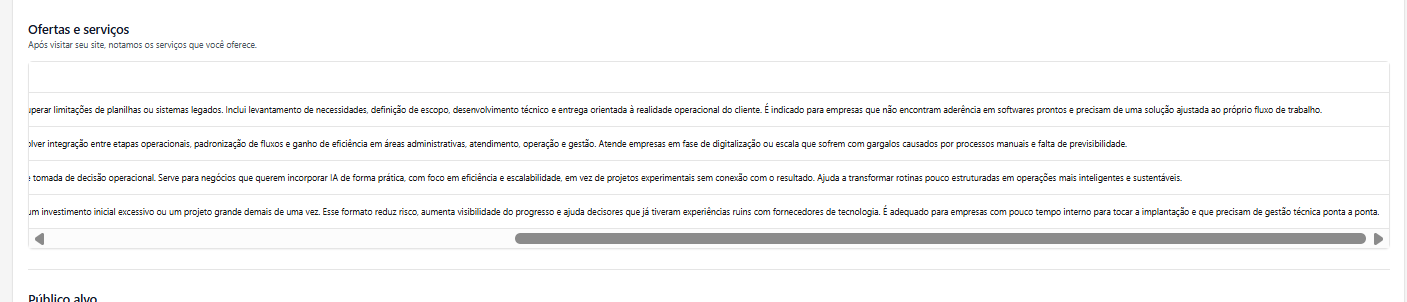 Ofertas e serviços
Após visitar seu site, notamos os serviços que você oferece.
limitações de planilhas ou sistemas legados. Inclui levantamento de necessidades, definição de escopo, desenvolvimento técnico e entrega orientada à realidade operacional do cliente. É indicado para empresas que não encontram aderência em softwares prontos e precisam de uma solução ajustada ao próprio fluxo de trabalho.
integração entre etapas operacionais, padronização de fluxos e ganho de eficiência em áreas administrativas, atendimento, operação e gestão. Atende empresas em fase de digitalização ou escala que sofrem com gargalos causados por processos manuais e falta de previsibilidade.
tomada de decisão operacional. Serve para negócios que querem incorporar IA de forma prática, com foco em eficiência e escalabilidade, em vez de projetos experimentais sem conexão com o resultado. Ajuda a transformar rotinas pouco estruturadas em operações mais inteligentes e sustentáveis.
um investimento inicial excessivo ou um projeto grande demais de uma vez. Esse formato reduz risco, aumenta visibilidade do progresso e ajuda decisores que já tiveram experiências ruins com fornecedores de tecnologia. É adequado para empresas com pouco tempo interno para tocar a implantação e que precisam de gestão técnica ponta a ponta.
Público alvo